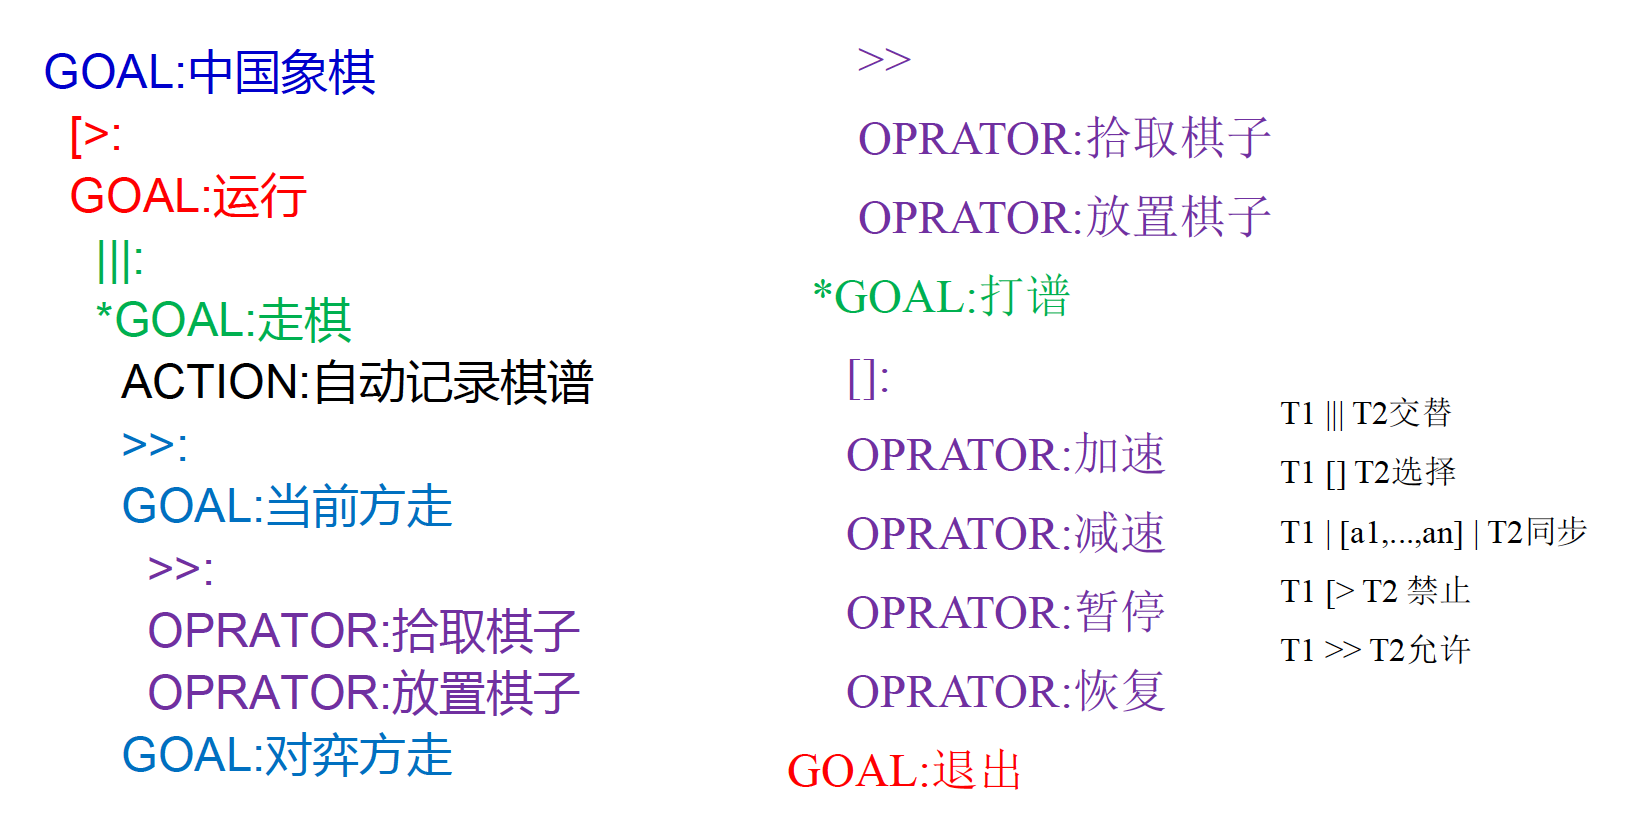 GOAL:中国象棋
[>:
GOAL:运行
|||:
*GOAL:走棋
ACTION:自动记录棋谱
>>:
GOAL:当前方走
>>:
OPRATOR:拾取棋子
OPRATOR:放置棋子
GOAL:对弈方走
>>
OPRATOR:拾取棋子
OPRATOR:放置棋子
*GOAL:打谱
[]:
OPRATOR:加速
OPRATOR:减速
OPRATOR:暂停
OPRATOR:恢复
GOAL:退出
T1 ||| T2交替
T1 [] T2选择
T1 | [a1,...,an] | T2同步
T1 [> T2 禁止
T1 >> T2允许